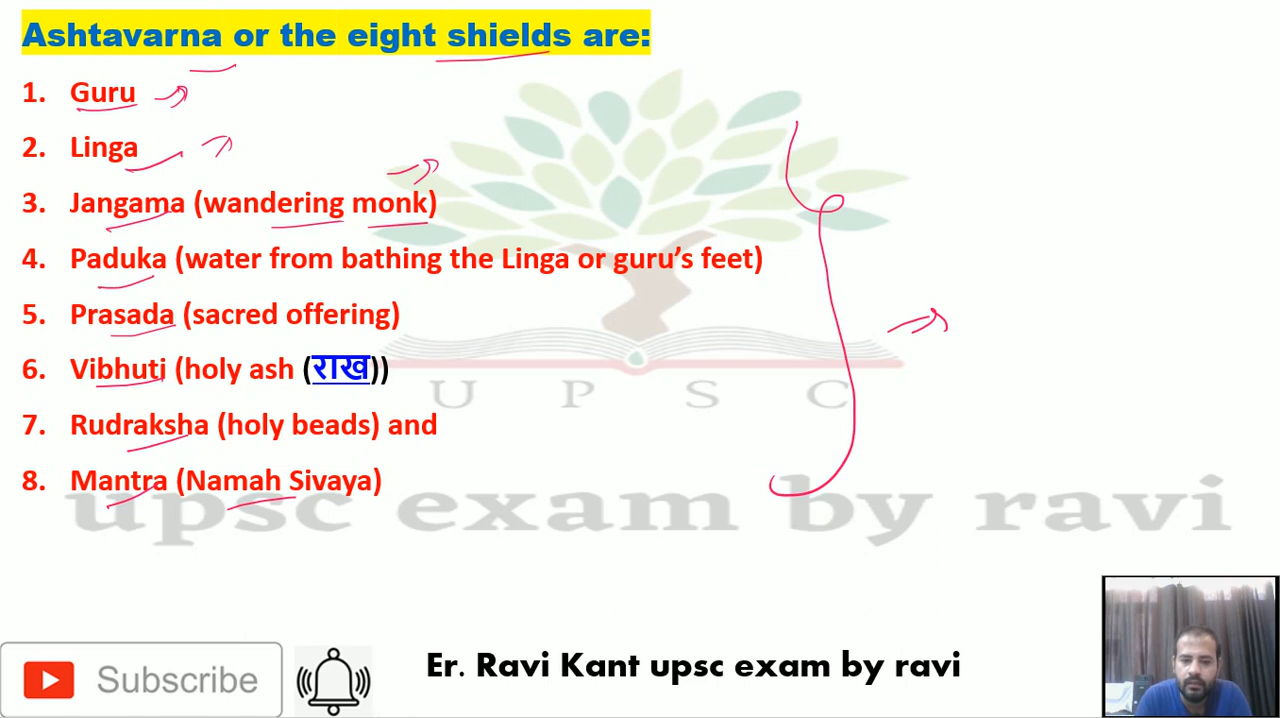 Ashtavarna or the eight shields are:
1. Guru
2. Linga
3. Jangama (wandering monk)
4. Paduka (water from bathing the Linga or guru's feet)
5. Prasada (sacred offering)
6. Vibhuti (holy ash (राख))
7. Rudraksha (holy beads) and
8. Mantra (Namah Sivaya)
UPSC
upsc exam by ravi
Subscribe
Er. Ravi Kant upsc exam by ravi